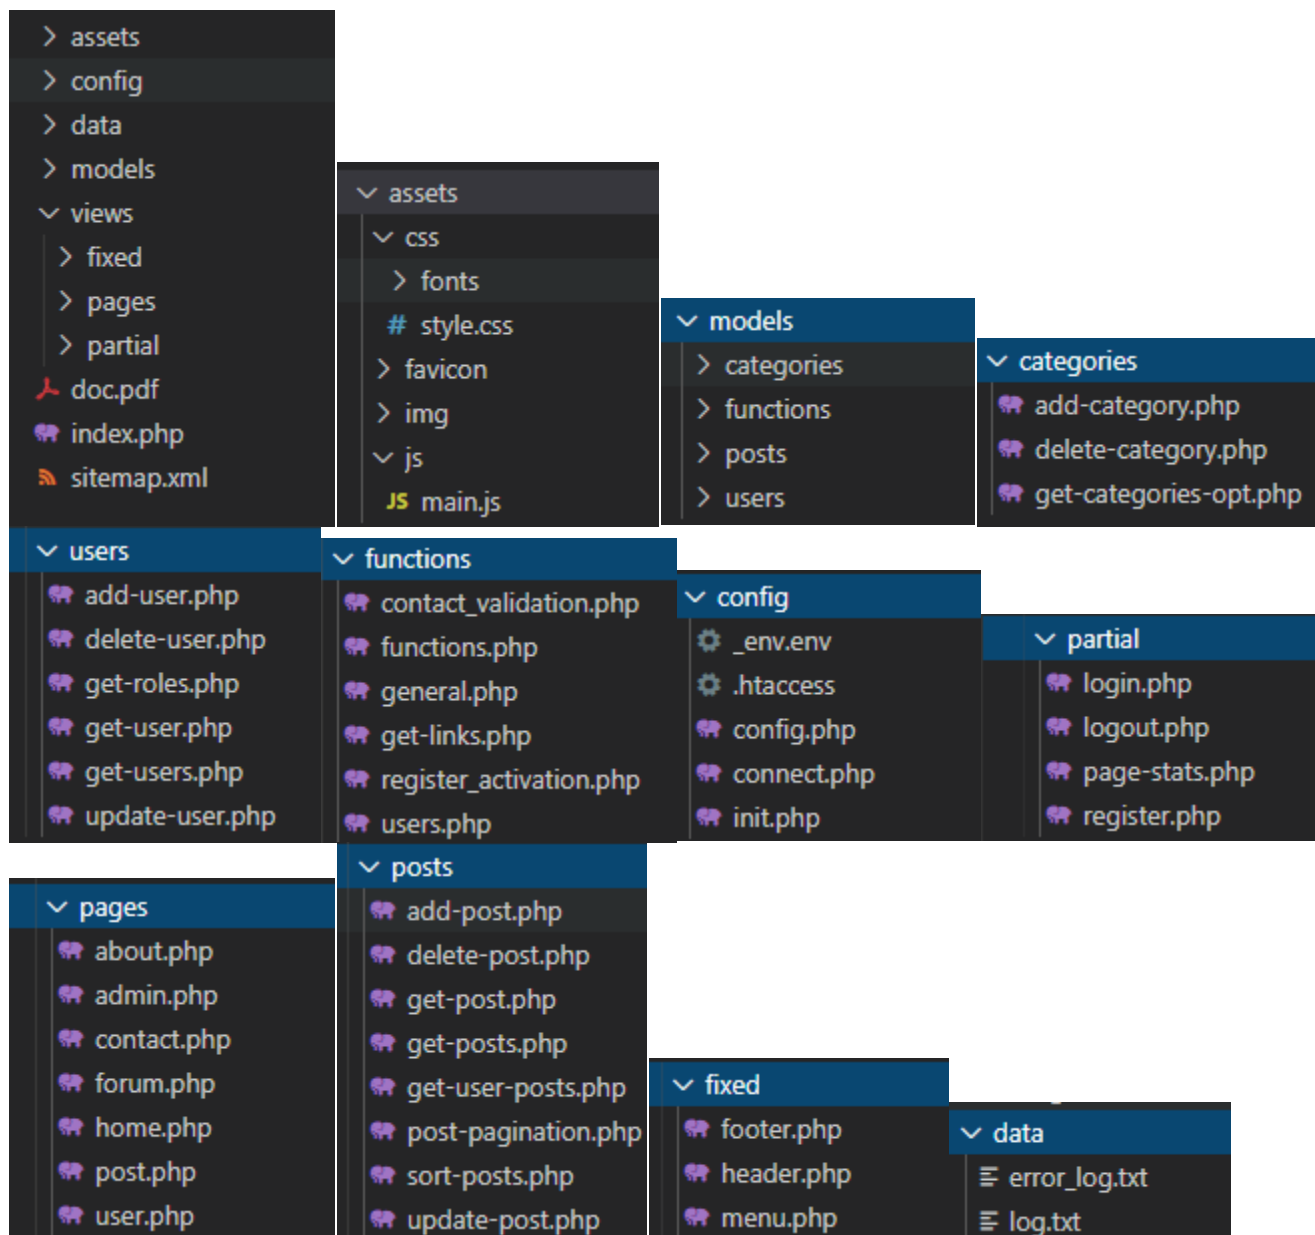 assets
config
data
models
views
fixed
pages
partial
doc.pdf
index.php
sitemap.xml
assets
css
fonts
# style.css
favicon
img
js
JS main.js
models
categories
functions
posts
users
categories
add-category.php
delete-category.php
get-categories-opt.php
users
add-user.php
delete-user.php
get-roles.php
get-user.php
get-users.php
update-user.php
functions
contact_validation.php
functions.php
general.php
get-links.php
register_activation.php
users.php
config
_env.env
.htaccess
config.php
connect.php
init.php
partial
login.php
logout.php
page-stats.php
register.php
pages
about.php
admin.php
contact.php
forum.php
home.php
post.php
user.php
posts
add-post.php
delete-post.php
get-post.php
get-posts.php
get-user-posts.php
post-pagination.php
sort-posts.php
update-post.php
fixed
footer.php
header.php
menu.php
data
error_log.txt
log.txt